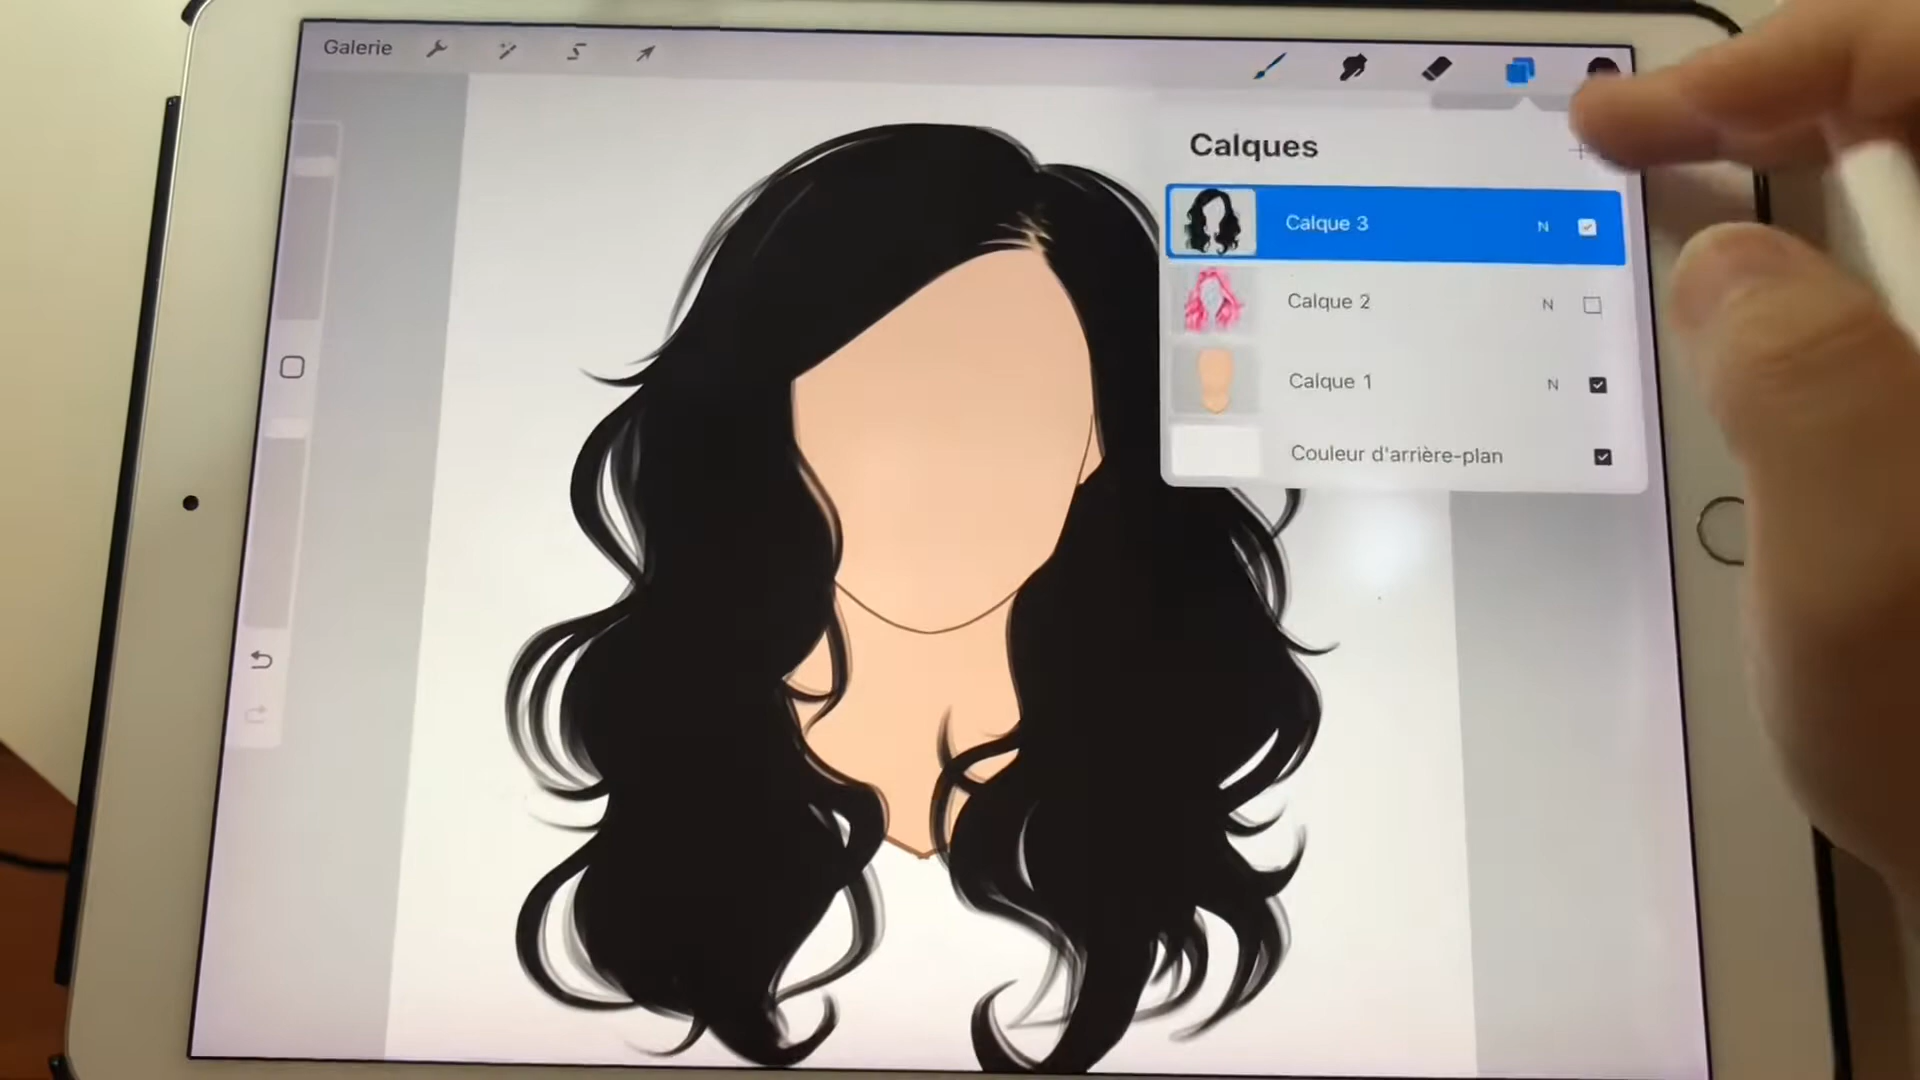 Galerie
Calques
Calque 3 N
Calque 2 N
Calque 1 N
Couleur d'arrière-plan